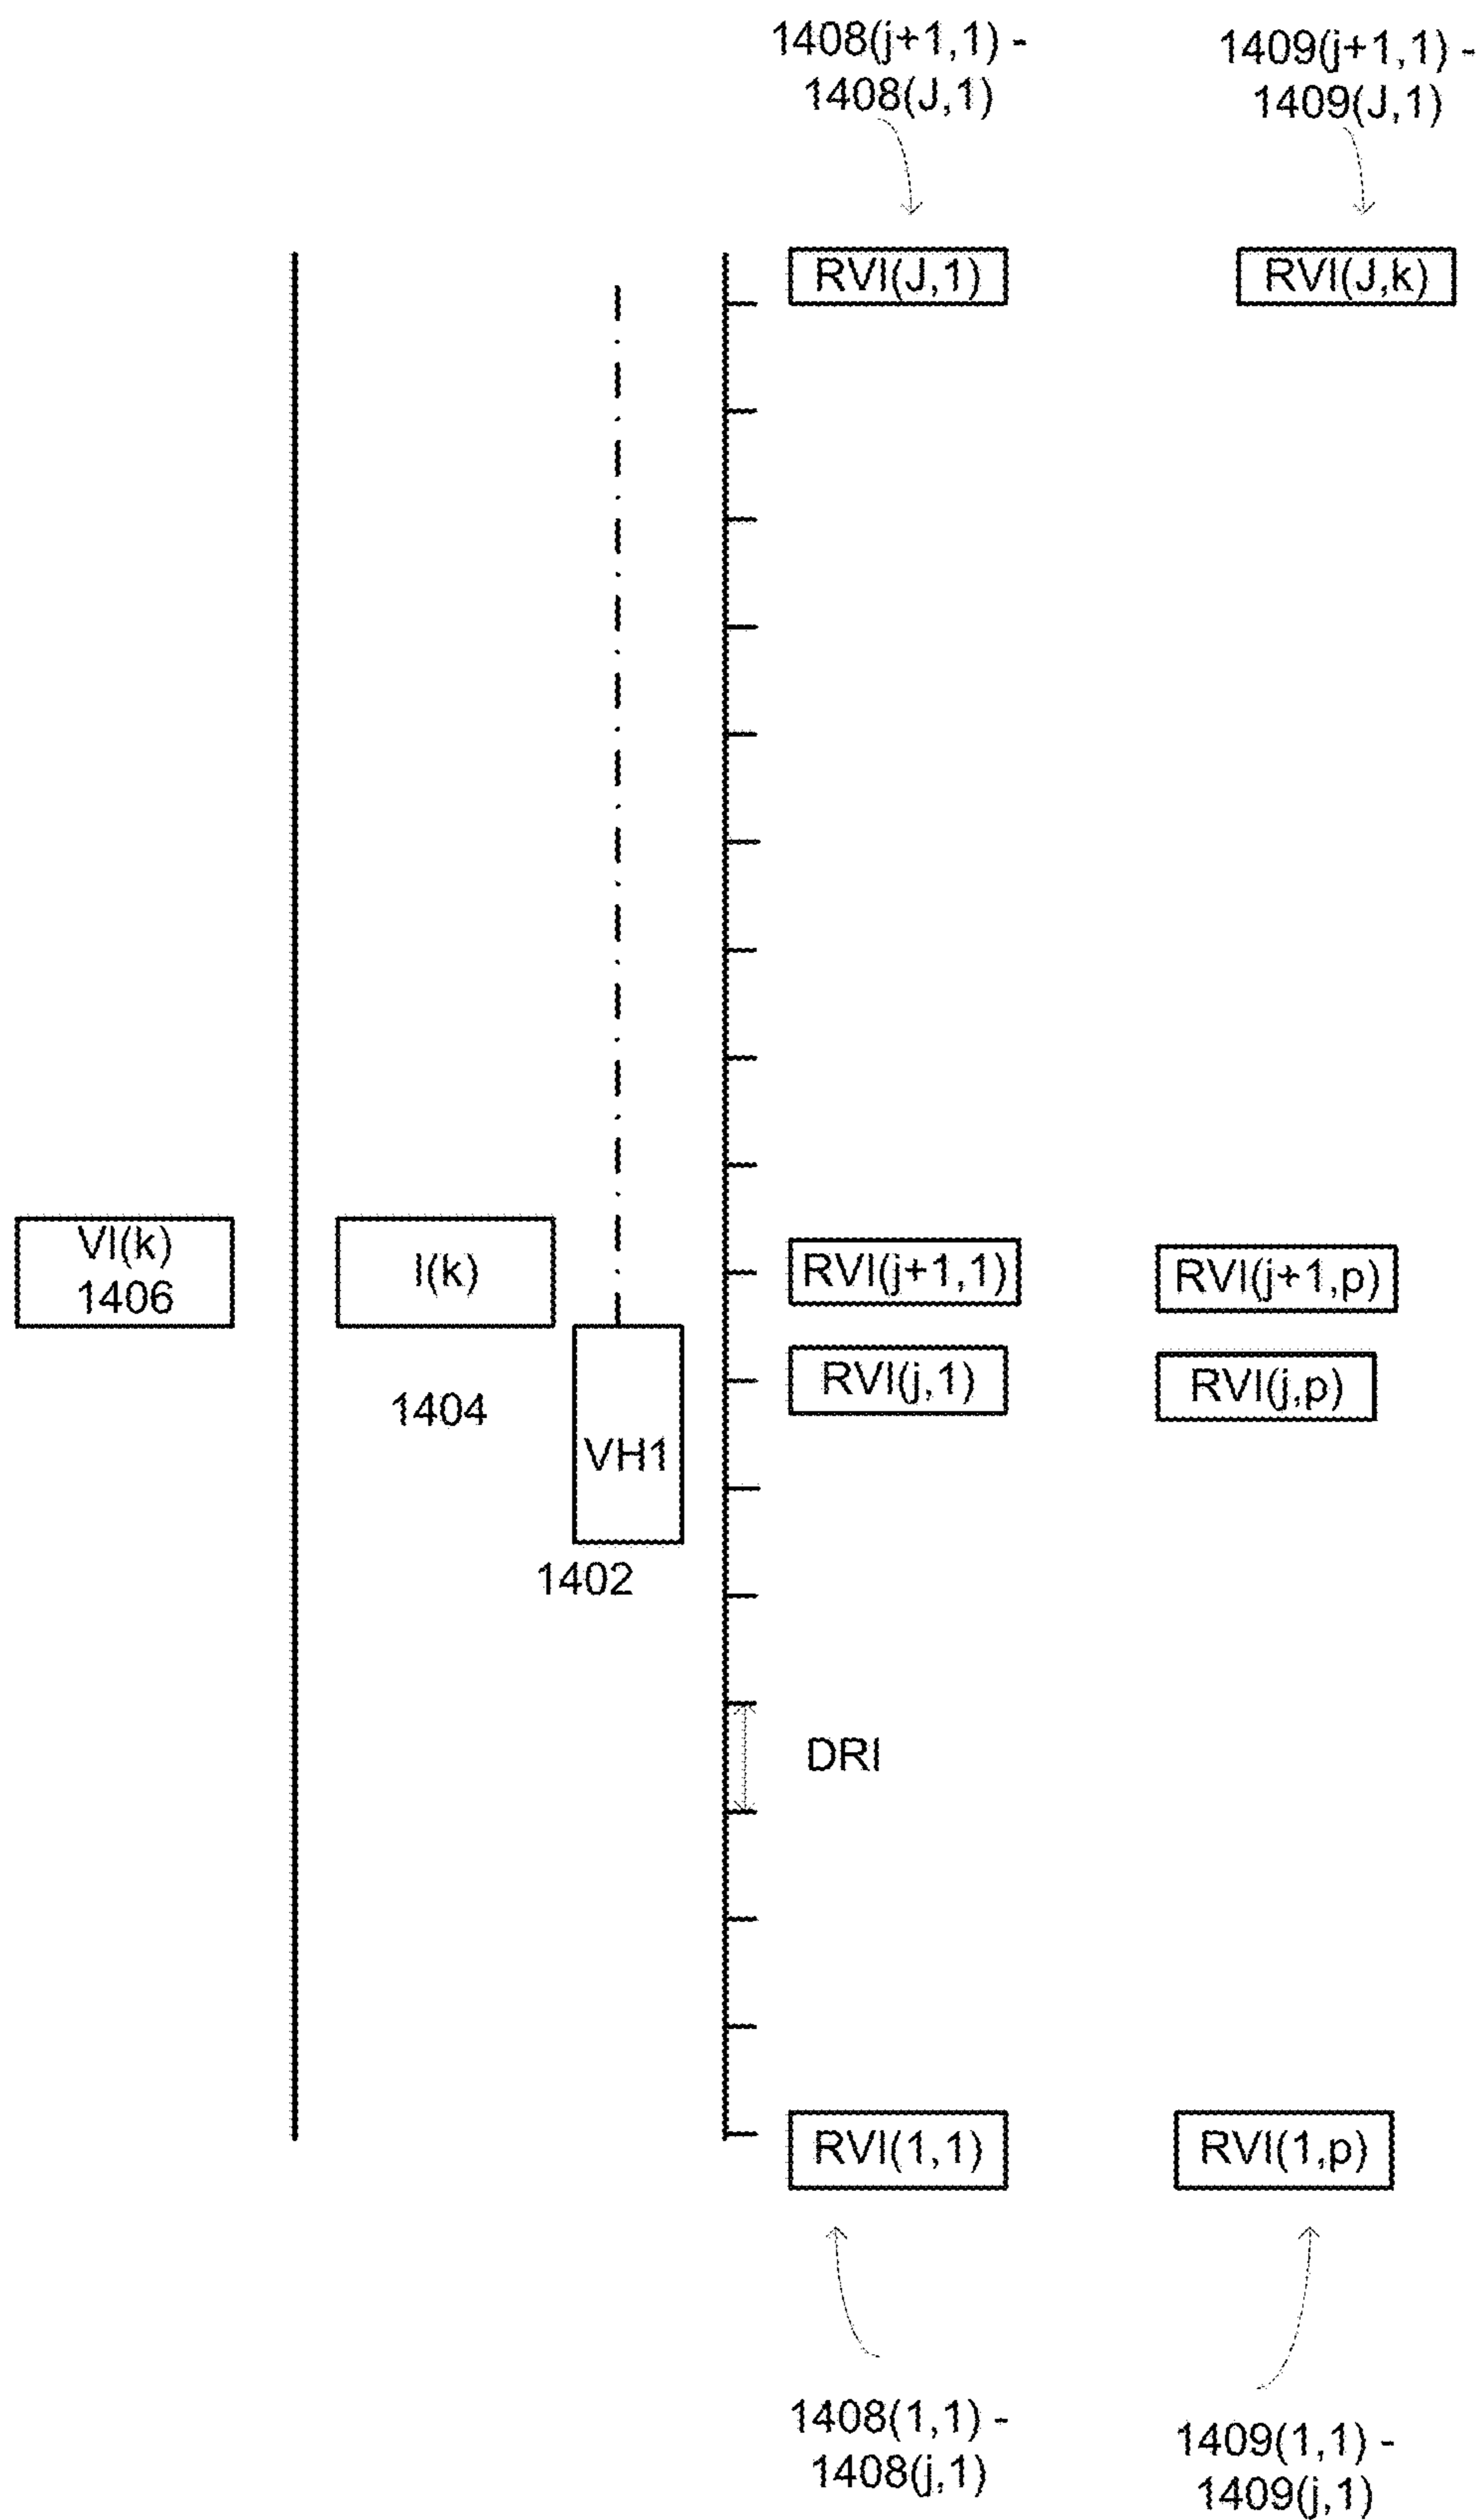 1408(j+1,1) -
1408(J,1)
1409(j+1,1) -
1409(J,1)
RVI(J,1)
RVI(J,k)
VI(k)
1406
I(k)
RVI(j+1,1)
RVI(j+1,p)
RVI(j,1)
RVI(j,p)
1404
VH1
1402
DRI
RVI(1,1)
RVI(1,p)
1408(1,1) -
1408(j,1)
1409(1,1) -
1409(j,1)